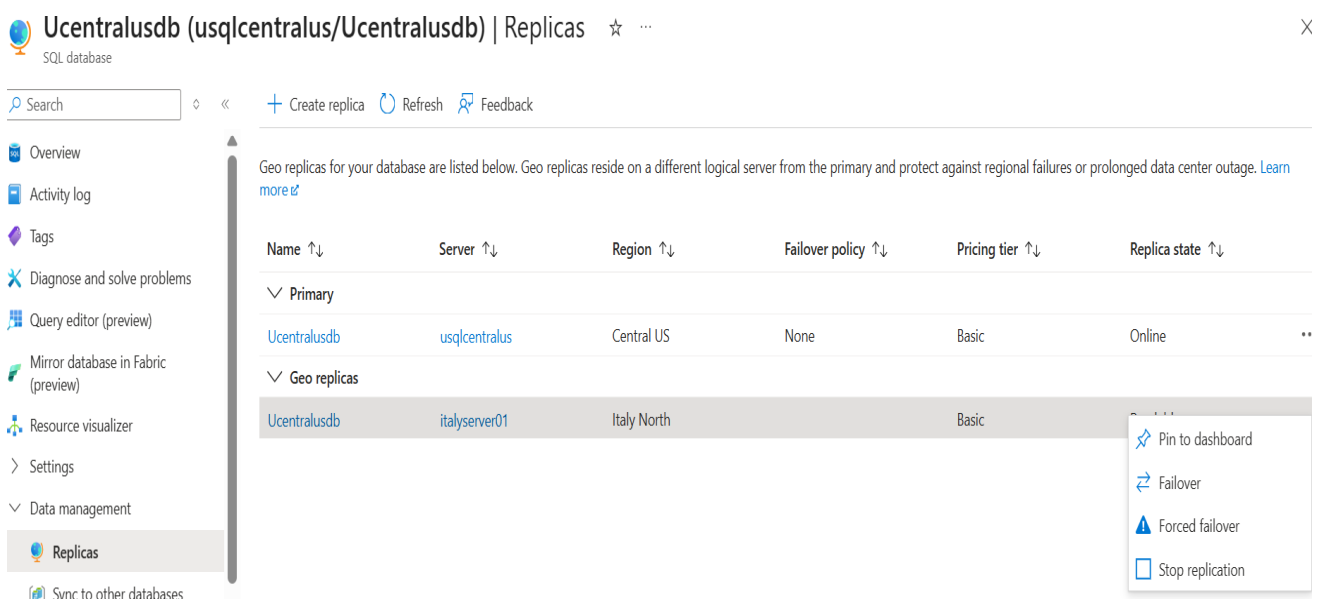 Ucentralusdb (usqlcentralus/Ucentralusdb) | Replicas
SQL database
Search
Create replica Refresh Feedback
Overview
Activity log
Tags
Diagnose and solve problems
Query editor (preview)
Mirror database in Fabric
(preview)
Resource visualizer
Settings
Data management
Replicas
Sync to other databases
Geo replicas for your database are listed below. Geo replicas reside on a different logical server from the primary and protect against regional failures or prolonged data center outage. Learn
more
Name Server Region Failover policy Pricing tier Replica state
Primary
Ucentralusdb usqlcentralus Central US None Basic Online
Geo replicas
Ucentralusdb italyserver01 Italy North Basic
Pin to dashboard
Failover
Forced failover
Stop replication